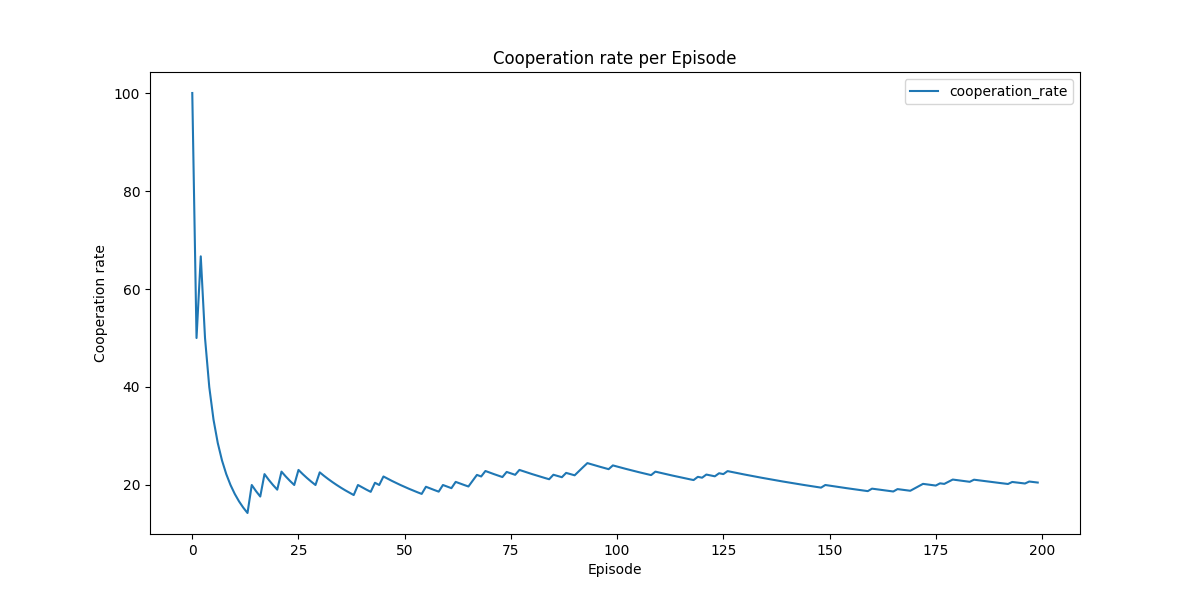 Cooperation rate per Episode
cooperation_rate
Cooperation rate
100
80
60
40
20
0 25 50 75 100 125 150 175 200
Episode